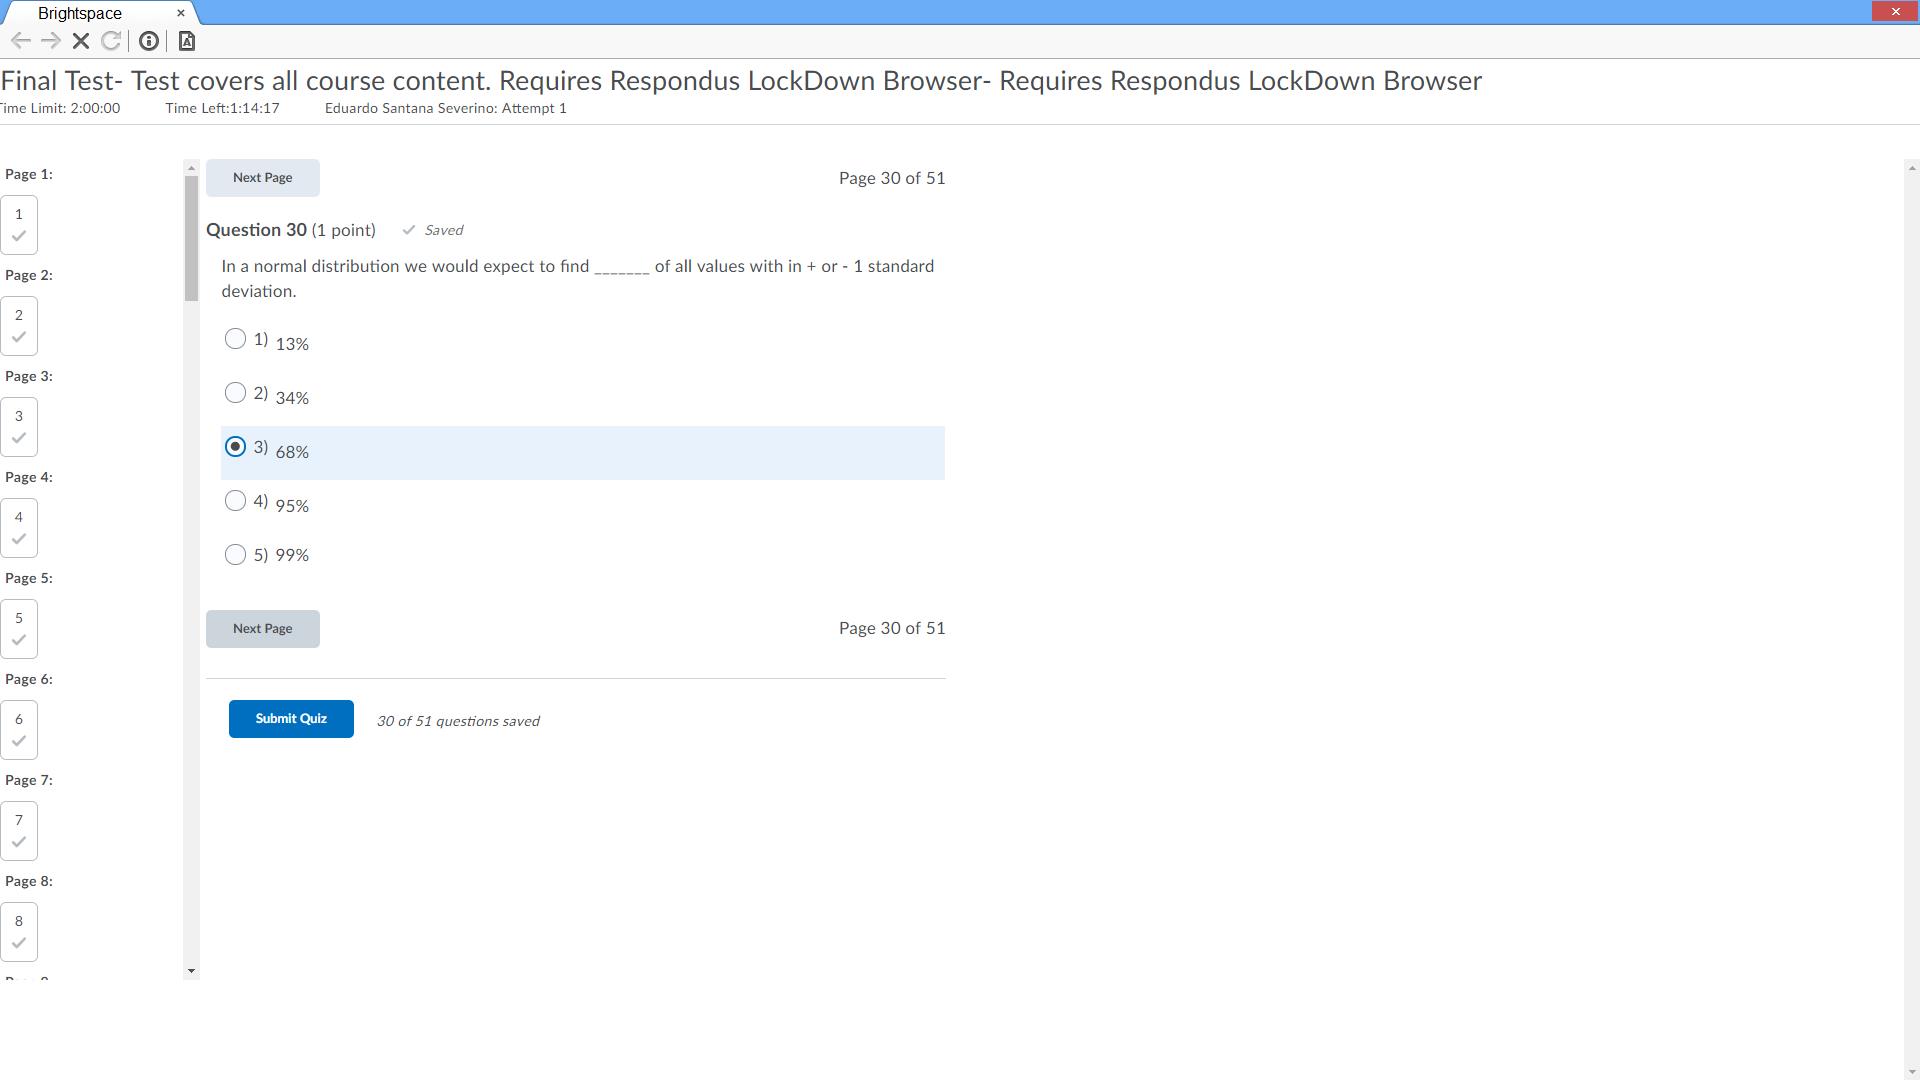 Brightspace
Final Test- Test covers all course content. Requires Respondus LockDown Browser- Requires Respondus LockDown Browser
Time Limit: 2:00:00 Time Left:1:14:17 Eduardo Santana Severino: Attempt 1
Page 1:
1
Page 2:
2
Page 3:
3
Page 4:
4
Page 5:
5
Page 6:
6
Page 7:
7
Page 8:
8
Next Page Page 30 of 51
Question 30 (1 point) Saved
In a normal distribution we would expect to find _______ of all values with in + or - 1 standard
deviation.
1) 13%
2) 34%
3) 68%
4) 95%
5) 99%
Next Page Page 30 of 51
Submit Quiz 30 of 51 questions saved